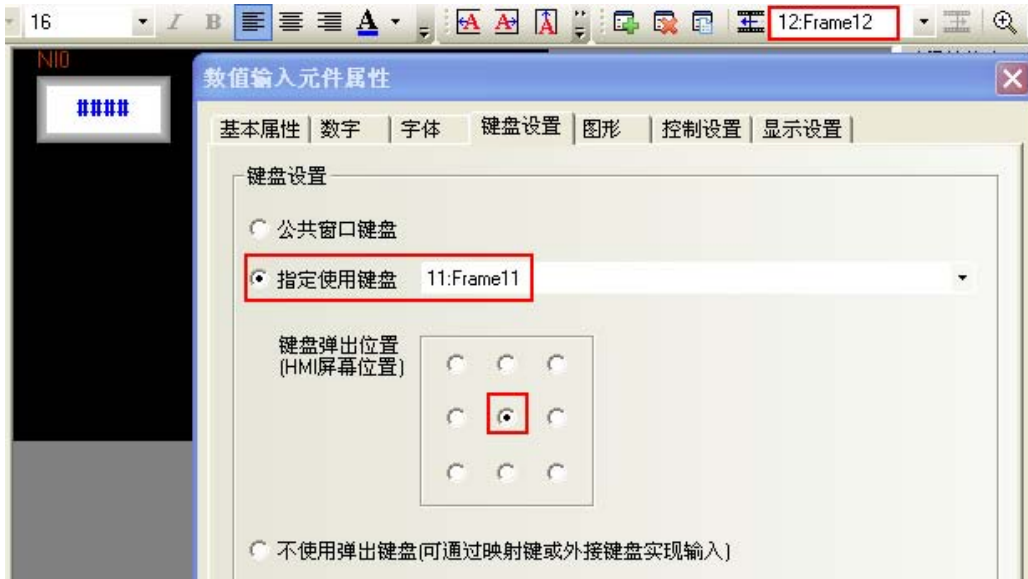 16 I B A A A A 12:Frame12
NI0
####
数值输入元件属性
基本属性 数字 字体 键盘设置 图形 控制设置 显示设置
键盘设置
公共窗口键盘
指定使用键盘 11:Frame11
键盘弹出位置
(HMI屏幕位置)
不使用弹出键盘(可通过映射键或外接键盘实现输入)